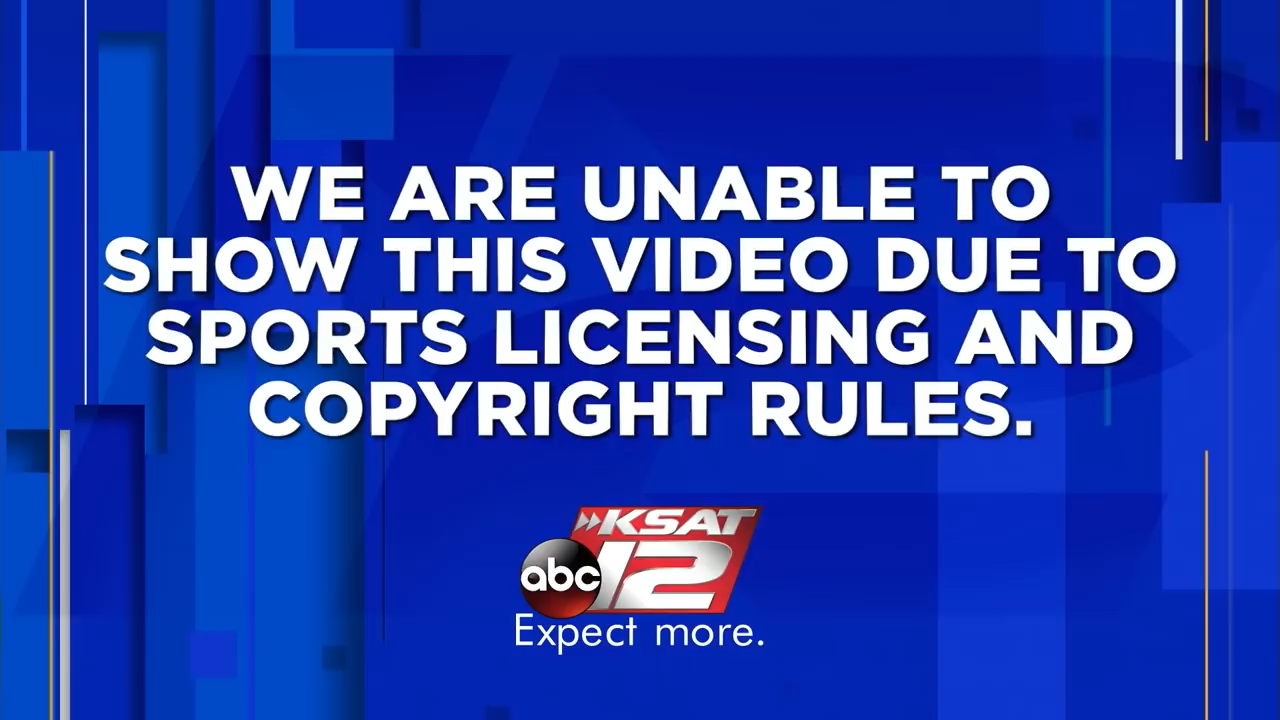 WE ARE UNABLE TO
SHOW THIS VIDEO DUE TO
SPORTS LICENSING AND
COPYRIGHT RULES.
KSAT
abc 12
Expect more.